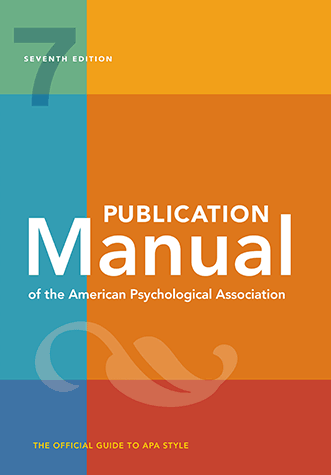 7
SEVENTH EDITION
PUBLICATION
Manual
of the American Psychological Association
THE OFFICIAL GUIDE TO APA STYLE